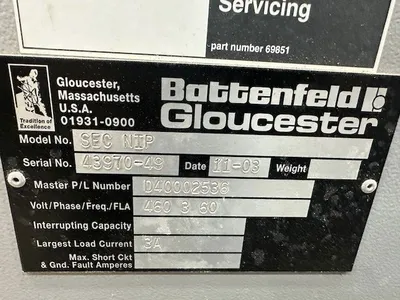 Servicing
part number 69851
Gloucester,
Massachusetts
U.S.A.
01931-0900
Tradition of
Excellence
Battenfeld
Gloucester
Model No. SEC NIP
Serial No. 43970-49 Date 11-03 Weight
Master P/L Number D40002536
Volt/Phase/Freq./FLA 460 3 60
Interrupting Capacity
Largest Load Current 3A
Max. Short Ckt
& Gnd. Fault Amperes